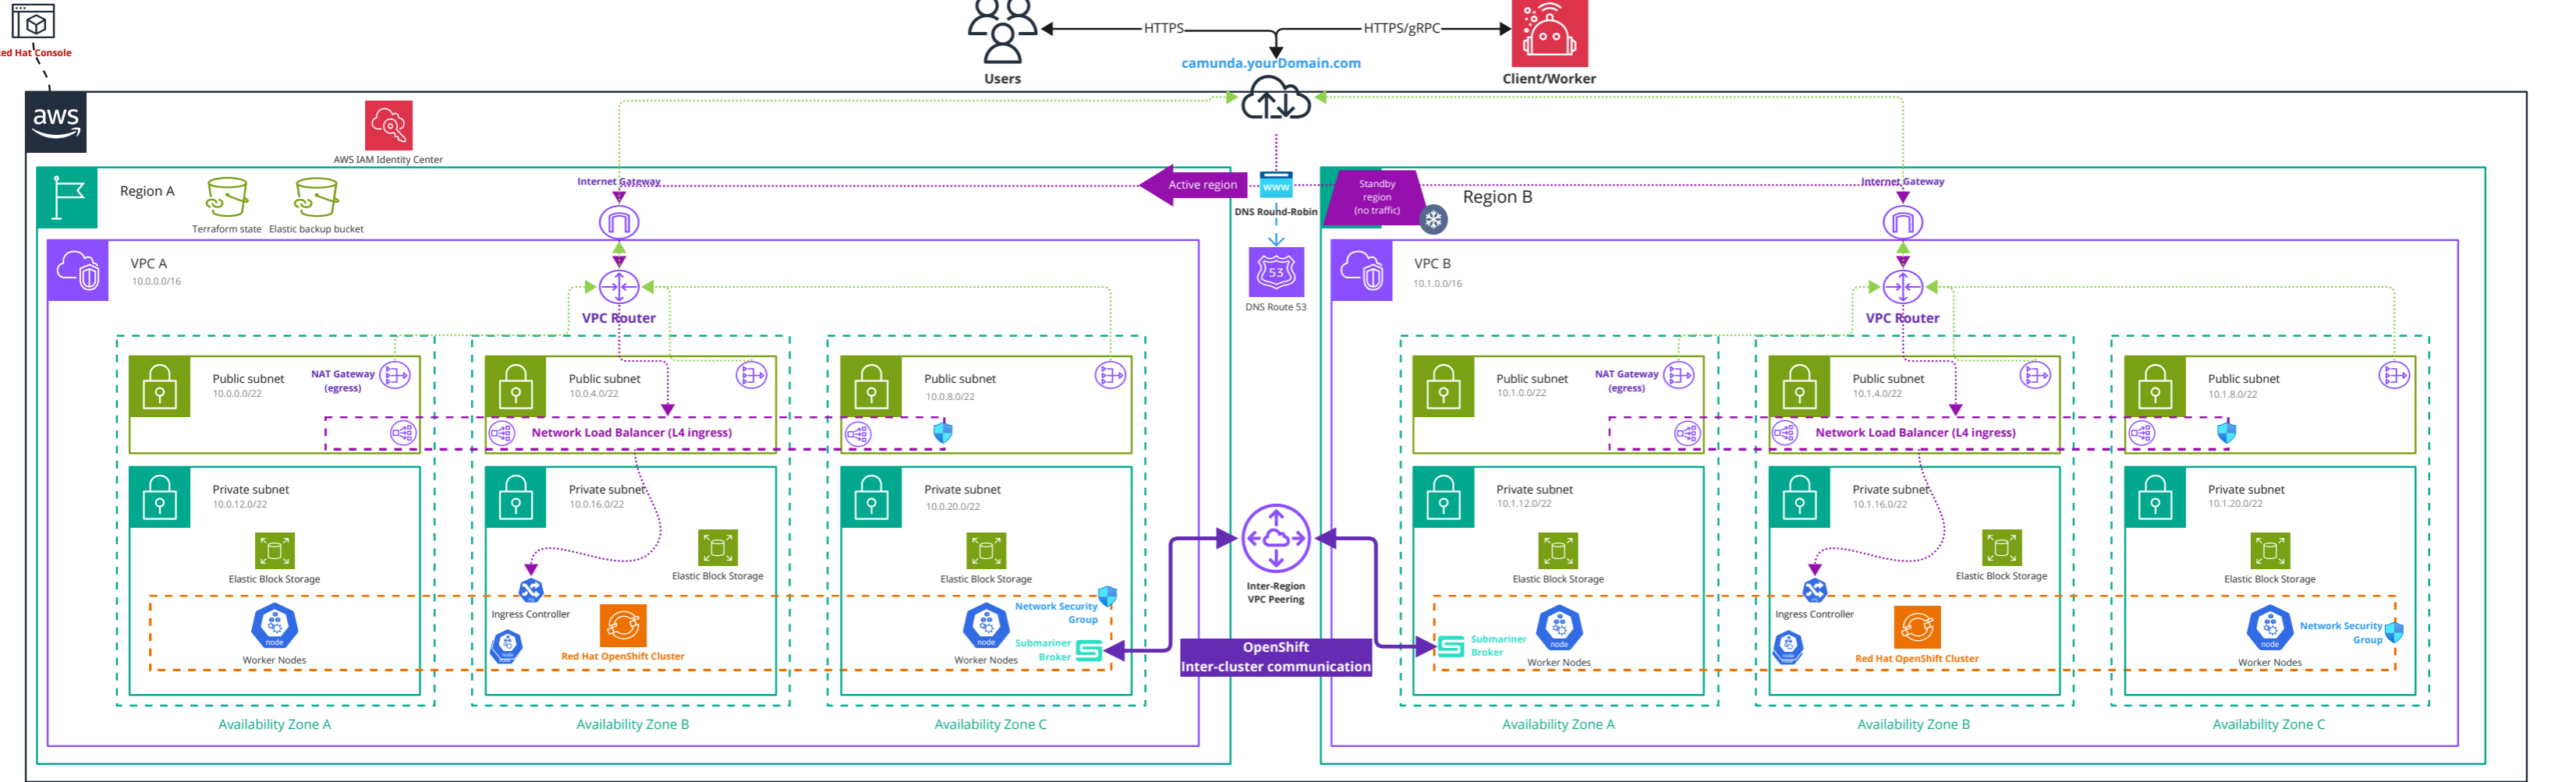 Red Hat Console
HTTPS
HTTPS/gRPC
camunda.yourDomain.com
Users
Client/Worker
aws
AWS IAM Identity Center
Region A
Terraform state
Elastic backup bucket
Internet Gateway
Active region
www
DNS Round-Robin
53
DNS Route 53
Standby
region
(no traffic)
Region B
Internet Gateway
VPC A
10.0.0.0/16
VPC Router
Public subnet
10.0.0.0/22
NAT Gateway
(egress)
Public subnet
10.0.4.0/22
Public subnet
10.0.8.0/22
Network Load Balancer (L4 ingress)
Private subnet
10.0.12.0/22
Private subnet
10.0.16.0/22
Private subnet
10.0.20.0/22
Elastic Block Storage
Elastic Block Storage
Elastic Block Storage
Ingress Controller
node
Worker Nodes
node
Red Hat OpenShift Cluster
node
Worker Nodes
Network Security
Group
Submariner
Broker
Availability Zone A
Availability Zone B
Availability Zone C
Inter-Region
VPC Peering
OpenShift
Inter-cluster communication
VPC B
10.1.0.0/16
VPC Router
Public subnet
10.1.0.0/22
NAT Gateway
(egress)
Public subnet
10.1.4.0/22
Public subnet
10.1.8.0/22
Network Load Balancer (L4 ingress)
Private subnet
10.1.12.0/22
Private subnet
10.1.16.0/22
Private subnet
10.1.20.0/22
Elastic Block Storage
Elastic Block Storage
Elastic Block Storage
Ingress Controller
Submariner
Broker
node
Worker Nodes
node
Red Hat OpenShift Cluster
node
Worker Nodes
Network Security
Group
Availability Zone A
Availability Zone B
Availability Zone C